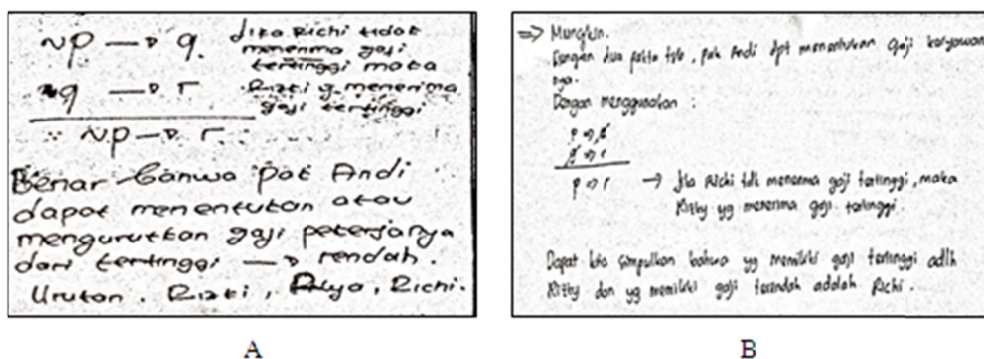 ~p → q. Jika Richi tidak
menerima gaji
tertinggi maka
~q → r Rizki yg menerima
gaji tertinggi
∴ ~p → r.
Benar bahwa pak Andi
dapat menentukan atau
mengurutkan gaji pekerjanya
dari tertinggi → rendah.
Urutan. Rizki, Alya, Richi.
A
⇒ Mungkin.
Dengan dua fakta tsb, pak Andi dpt menentukan gaji karyawan
nya.
Dengan menggunakan :
p ⇒ q
q ⇒ r
p ⇒ r → Jika Richi tdk menerima gaji tertinggi, maka
Rizky yg menerima gaji tertinggi.
Dapat kita simpulkan bahwa yg memiliki gaji tertinggi adlh
Rizky dan yg memiliki gaji terendah adalah Richi.
B